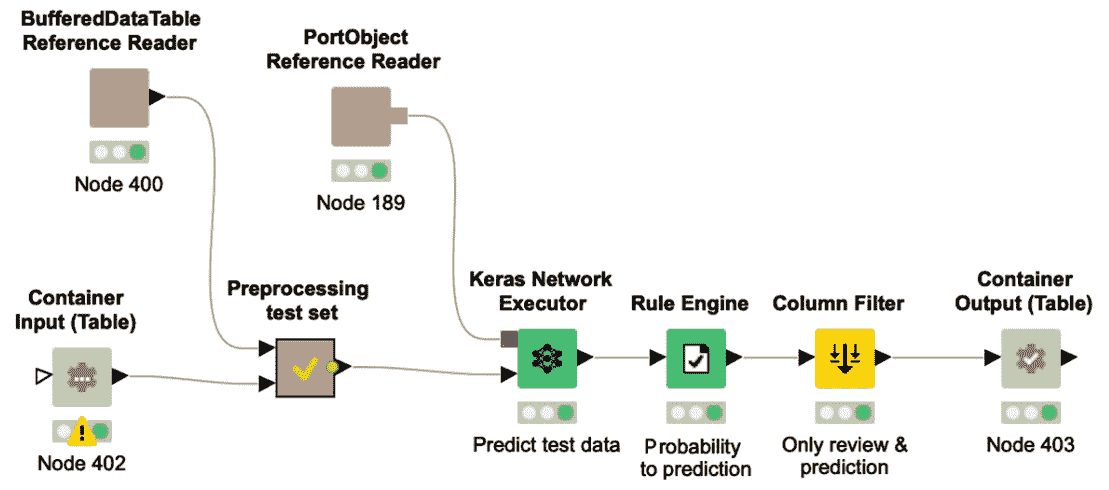 BufferedDataTable
Reference Reader
Node 400
PortObject
Reference Reader
Node 189
Container
Input (Table)
Node 402
Preprocessing
test set
Keras Network
Executor
Predict test data
Rule Engine
Probability
to prediction
Column Filter
Only review &
prediction
Container
Output (Table)
Node 403